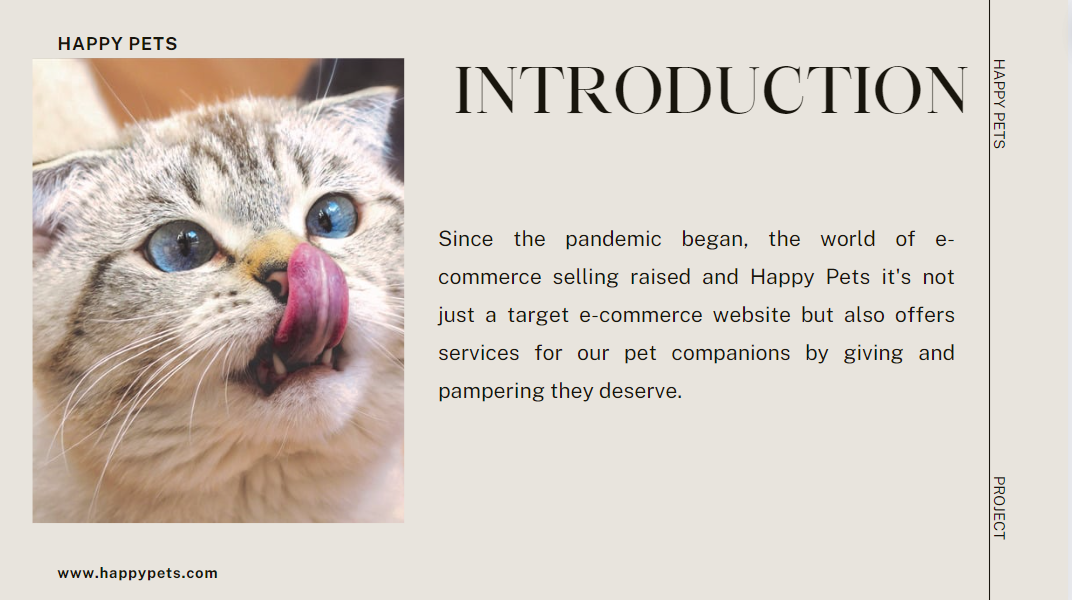 HAPPY PETS
INTRODUCTION
Since the pandemic began, the world of e-
commerce selling raised and Happy Pets it's not
just a target e-commerce website but also offers
services for our pet companions by giving and
pampering they deserve.
www.happypets.com
HAPPY PETS
PROJECT